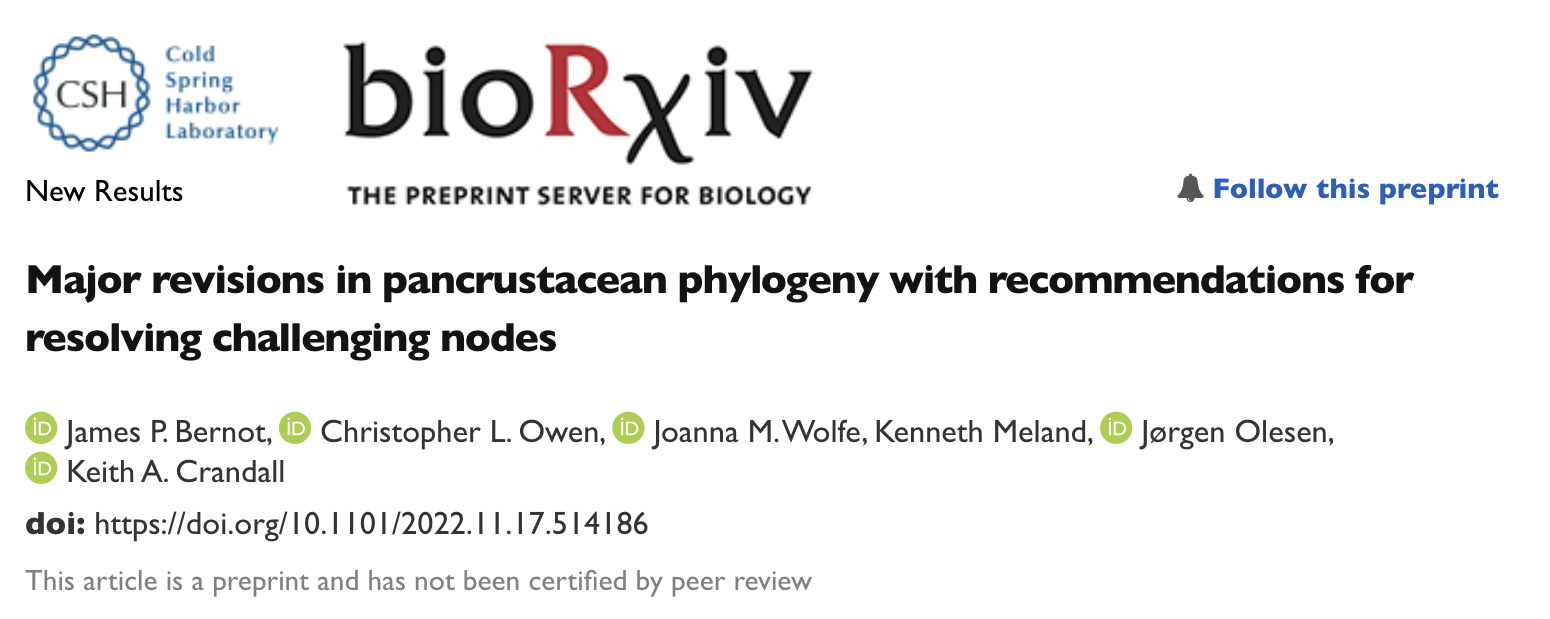 CSH
Cold
Spring
Harbor
Laboratory
bioRχiv
THE PREPRINT SERVER FOR BIOLOGY
New Results
Follow this preprint
Major revisions in pancrustacean phylogeny with recommendations for
resolving challenging nodes
iD James P. Bernot, iD Christopher L. Owen, iD Joanna M. Wolfe, Kenneth Meland, iD Jørgen Olesen,
iD Keith A. Crandall
doi: https://doi.org/10.1101/2022.11.17.514186
This article is a preprint and has not been certified by peer review